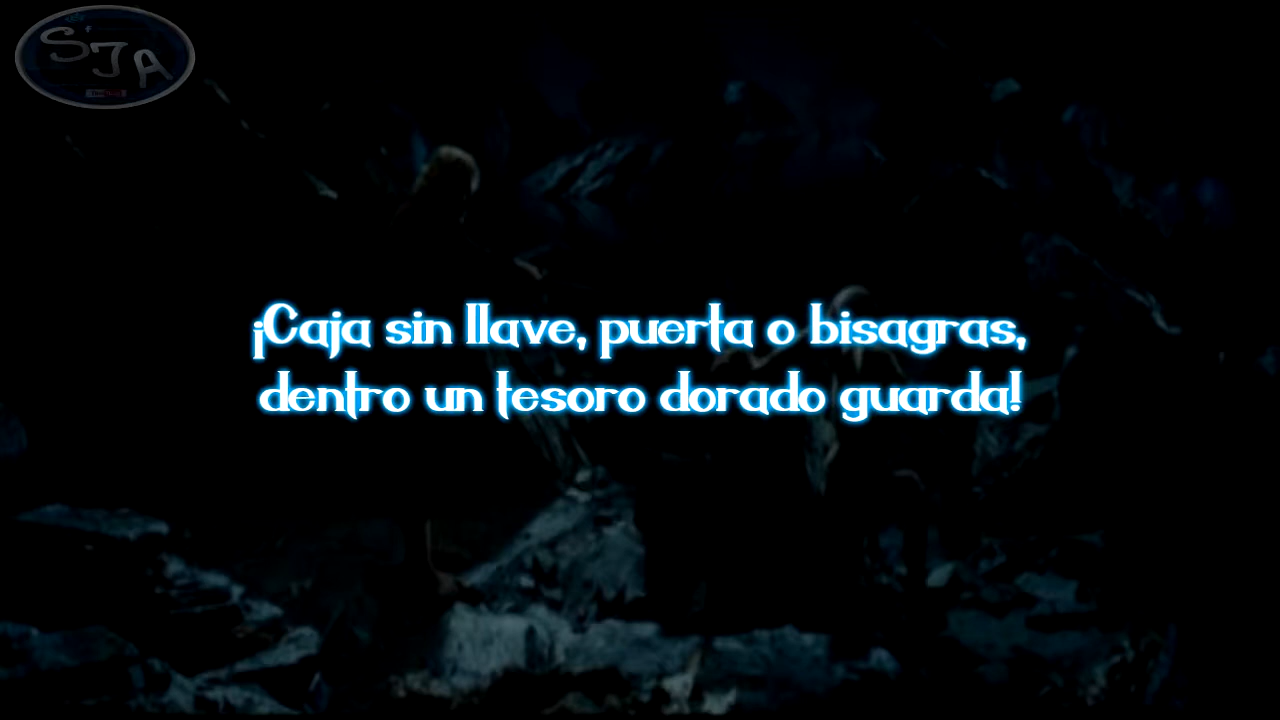 SJA
¡Caja sin llave, puerta o bisagras,
dentro un tesoro dorado guarda!